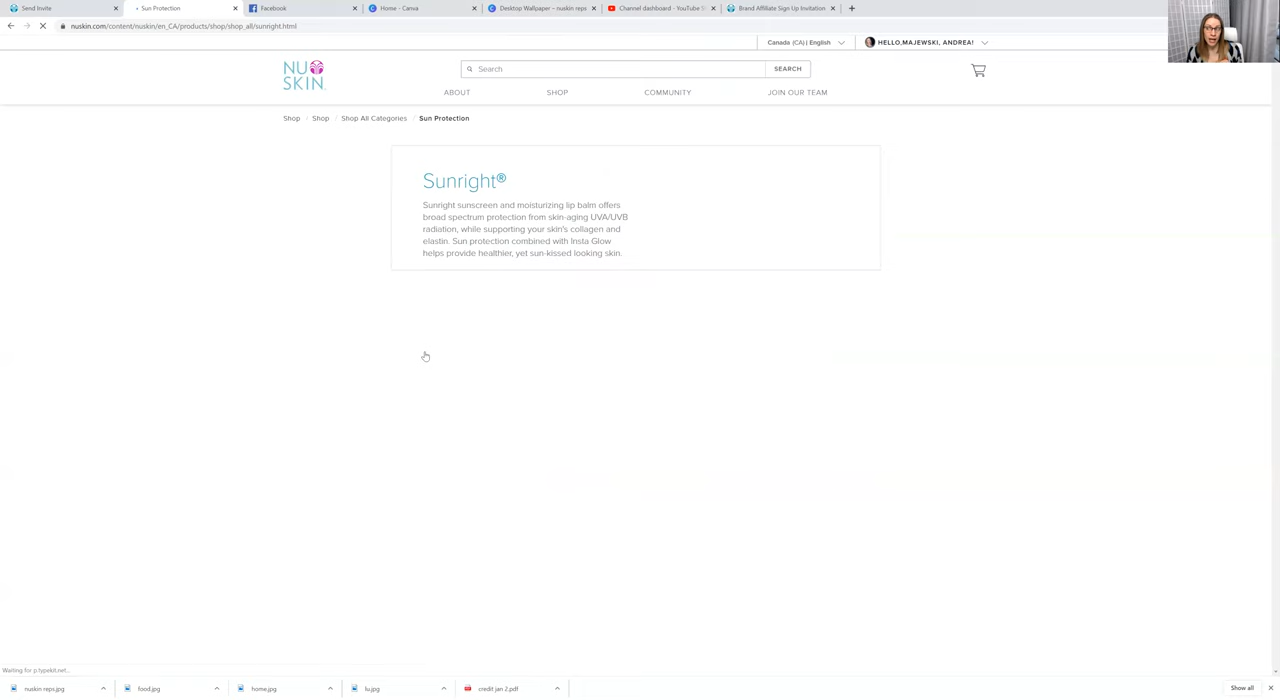 Send Invite
Sun Protection
Facebook
Home - Canva
Desktop Wallpaper – nuskin reps
Channel dashboard - YouTube S
Brand Affiliate Sign Up Invitation
nuskin.com/content/nuskin/en_CA/products/shop/shop_all/sunright.html
Canada (CA) | English
HELLO,MAJEWSKI, ANDREA!
NU
SKIN
Search
SEARCH
ABOUT
SHOP
COMMUNITY
JOIN OUR TEAM
Shop / Shop / Shop All Categories / Sun Protection
Sunright®
Sunright sunscreen and moisturizing lip balm offers
broad spectrum protection from skin-aging UVA/UVB
radiation, while supporting your skin's collagen and
elastin. Sun protection combined with Insta Glow
helps provide healthier, yet sun-kissed looking skin.
Waiting for p.typekit.net...
nuskin reps.jpg
food.jpg
home.jpg
lu.jpg
credit jan 2.pdf
Show all